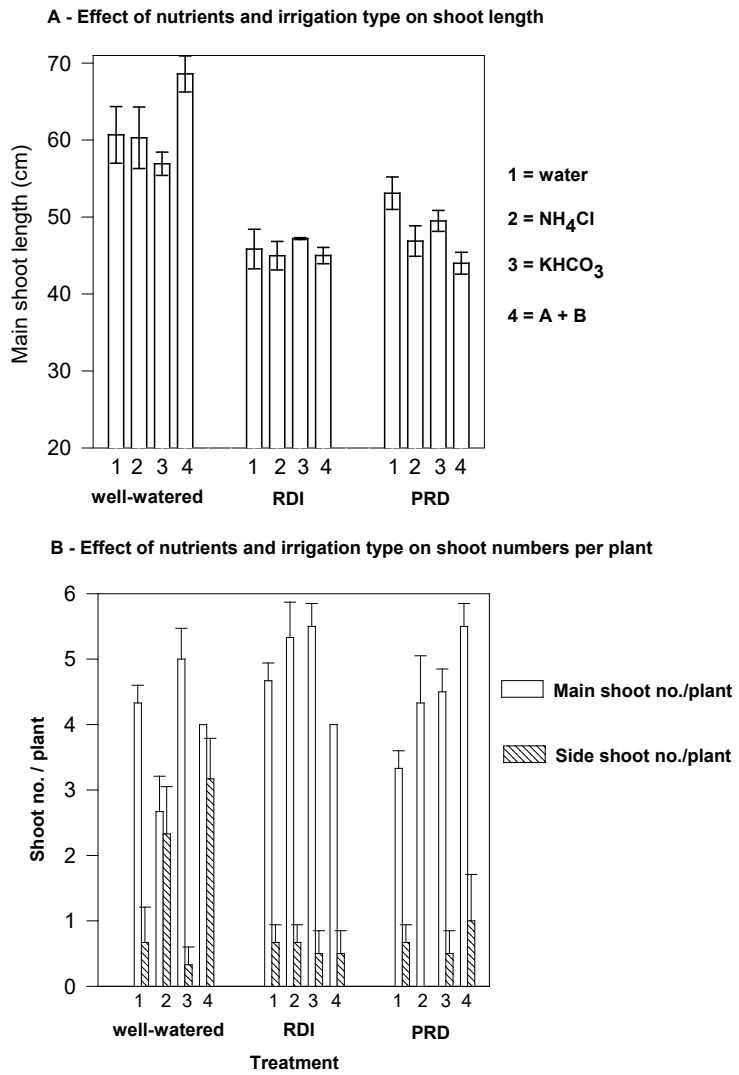 A - Effect of nutrients and irrigation type on shoot length
Main shoot length (cm)
70
60
50
40
30
20
1 2 3 4 1 2 3 4 1 2 3 4
well-watered RDI PRD
1 = water
2 = NH4Cl
3 = KHCO3
4 = A + B
B - Effect of nutrients and irrigation type on shoot numbers per plant
Shoot no. / plant
6
5
4
3
2
1
0
1 2 3 4 1 2 3 4 1 2 3 4
well-watered RDI PRD
Treatment
Main shoot no./plant
Side shoot no./plant